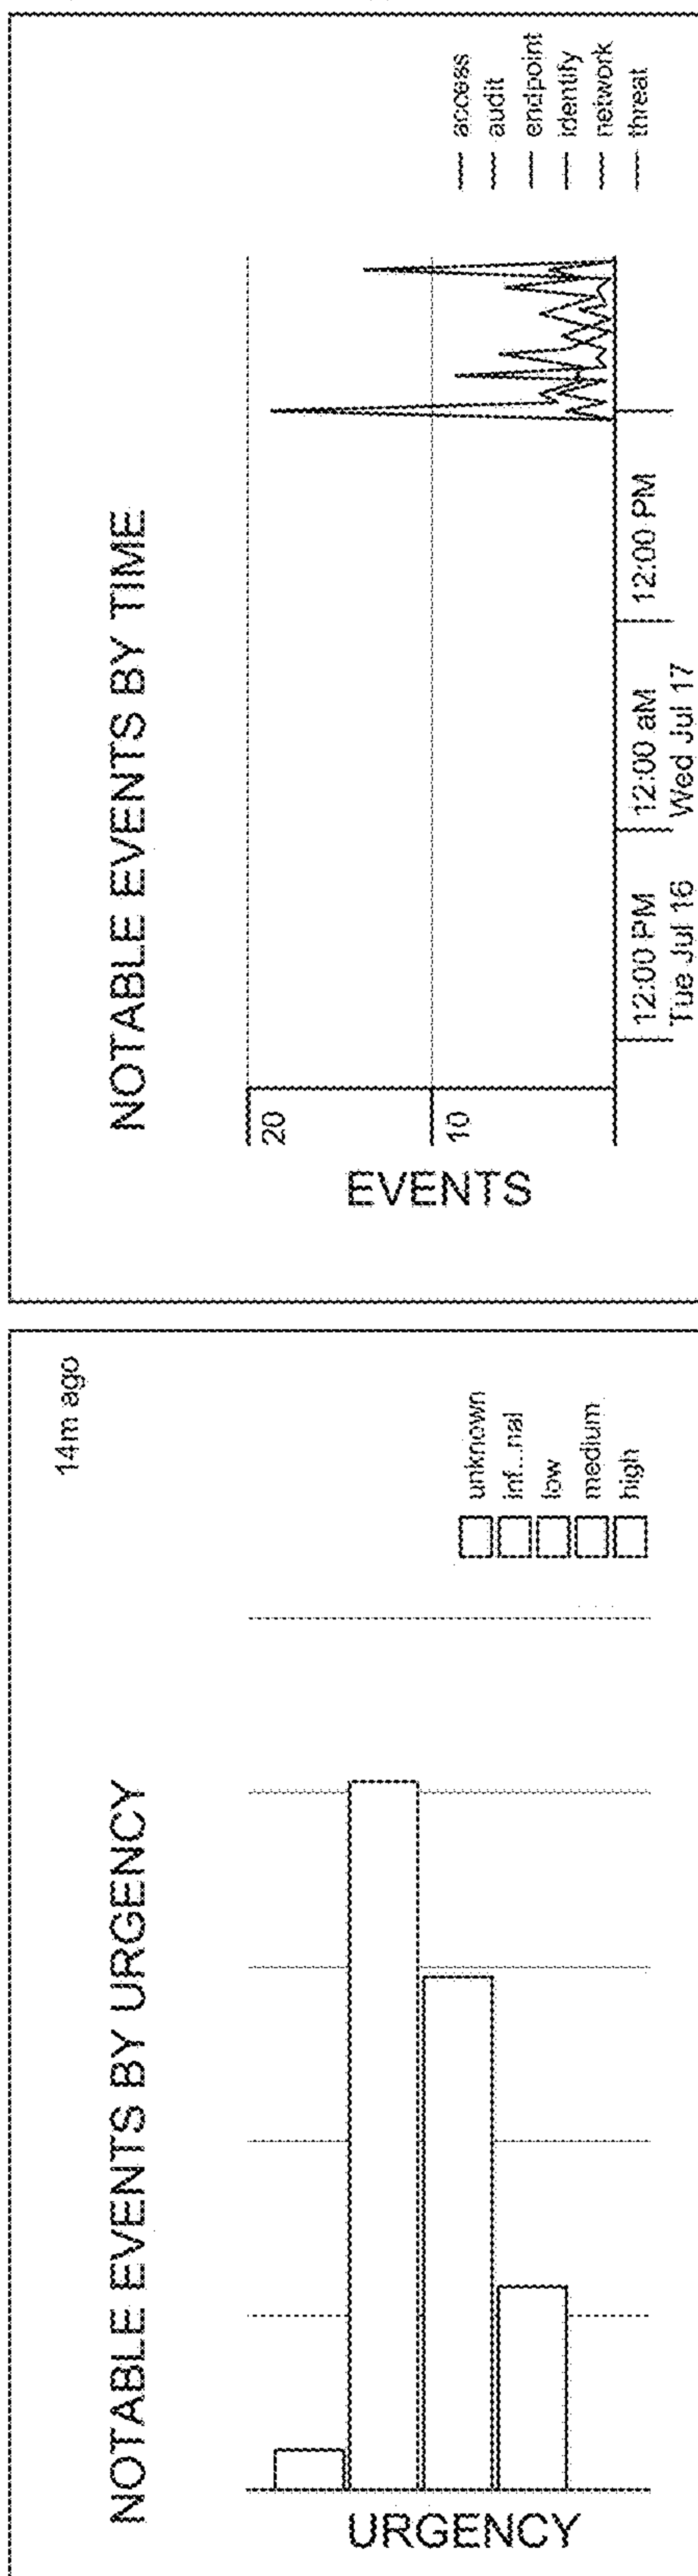 NOTABLE EVENTS BY URGENCY
14m ago
URGENCY
unknown
inf...nal
low
medium
high
NOTABLE EVENTS BY TIME
EVENTS
20
10
12:00 PM
Tue Jul 16
12:00 aM
Wed Jul 17
12:00 PM
access
audit
endpoint
identify
network
threat